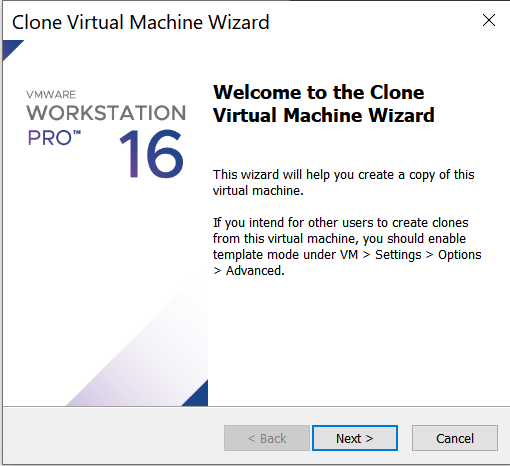 Clone Virtual Machine Wizard
VMWARE
WORKSTATION
PRO™ 16
Welcome to the Clone
Virtual Machine Wizard
This wizard will help you create a copy of this
virtual machine.
If you intend for other users to create clones
from this virtual machine, you should enable
template mode under VM > Settings > Options
> Advanced.
< Back Next > Cancel